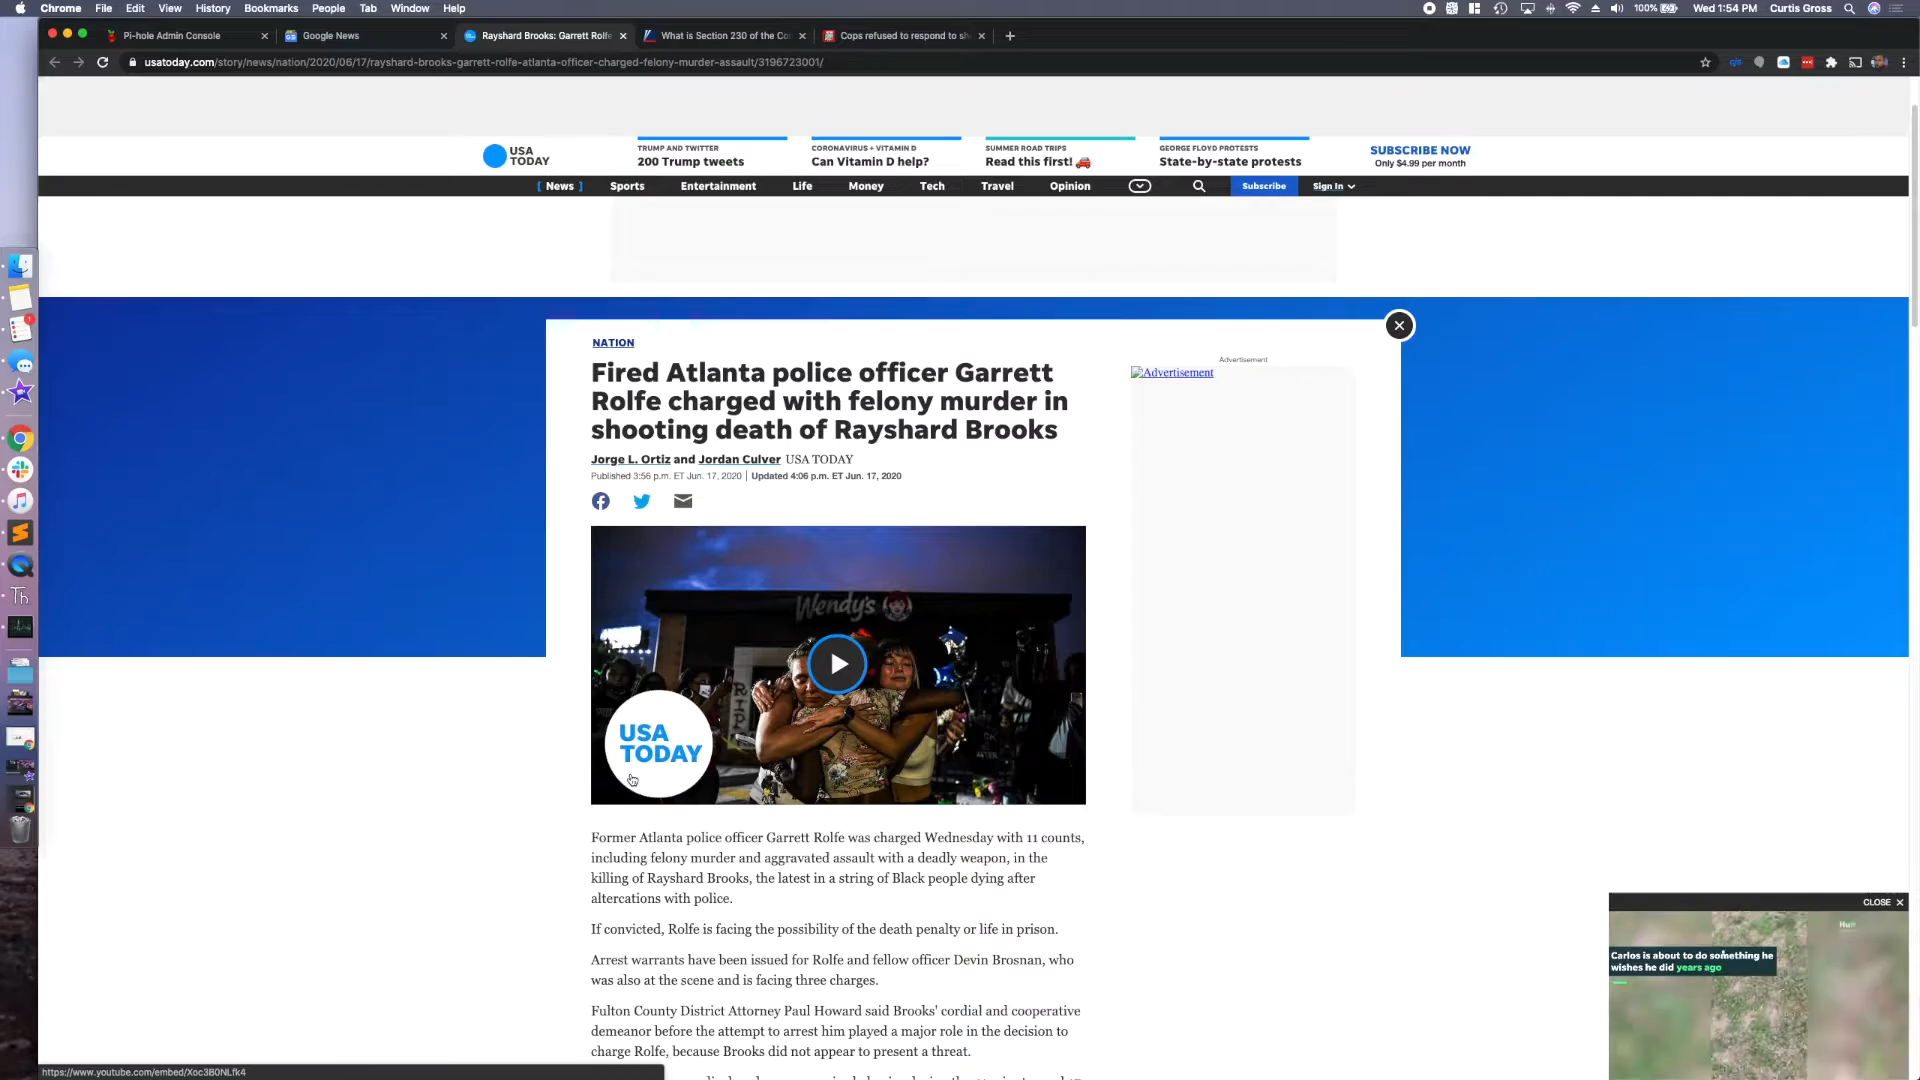 Chrome File Edit View History Bookmarks People Tab Window Help
100% Wed 1:54 PM Curtis Gross
Pi-hole Admin Console
Google News
Rayshard Brooks: Garrett Rolfe
What is Section 230 of the Co
Cops refused to respond to sh
usatoday.com/story/news/nation/2020/06/17/rayshard-brooks-garrett-rolfe-atlanta-officer-charged-felony-murder-assault/3196723001/
USA
TODAY
TRUMP AND TWITTER
200 Trump tweets
CORONAVIRUS + VITAMIN D
Can Vitamin D help?
SUMMER ROAD TRIPS
Read this first! 🚗
GEORGE FLOYD PROTESTS
State-by-state protests
SUBSCRIBE NOW
Only $4.99 per month
[ News ] Sports Entertainment Life Money Tech Travel Opinion Subscribe Sign In
NATION
Fired Atlanta police officer Garrett
Rolfe charged with felony murder in
shooting death of Rayshard Brooks
Jorge L. Ortiz and Jordan Culver USA TODAY
Published 3:56 p.m. ET Jun. 17, 2020 | Updated 4:06 p.m. ET Jun. 17, 2020
Advertisement
Advertisement
Wendy's
RIP
USA
TODAY
Former Atlanta police officer Garrett Rolfe was charged Wednesday with 11 counts,
including felony murder and aggravated assault with a deadly weapon, in the
killing of Rayshard Brooks, the latest in a string of Black people dying after
altercations with police.
If convicted, Rolfe is facing the possibility of the death penalty or life in prison.
Arrest warrants have been issued for Rolfe and fellow officer Devin Brosnan, who
was also at the scene and is facing three charges.
Fulton County District Attorney Paul Howard said Brooks' cordial and cooperative
demeanor before the attempt to arrest him played a major role in the decision to
charge Rolfe, because Brooks did not appear to present a threat.
CLOSE X
Carlos is about to do something he
wishes he did years ago
https://www.youtube.com/embed/Xoc3B0NLfk4